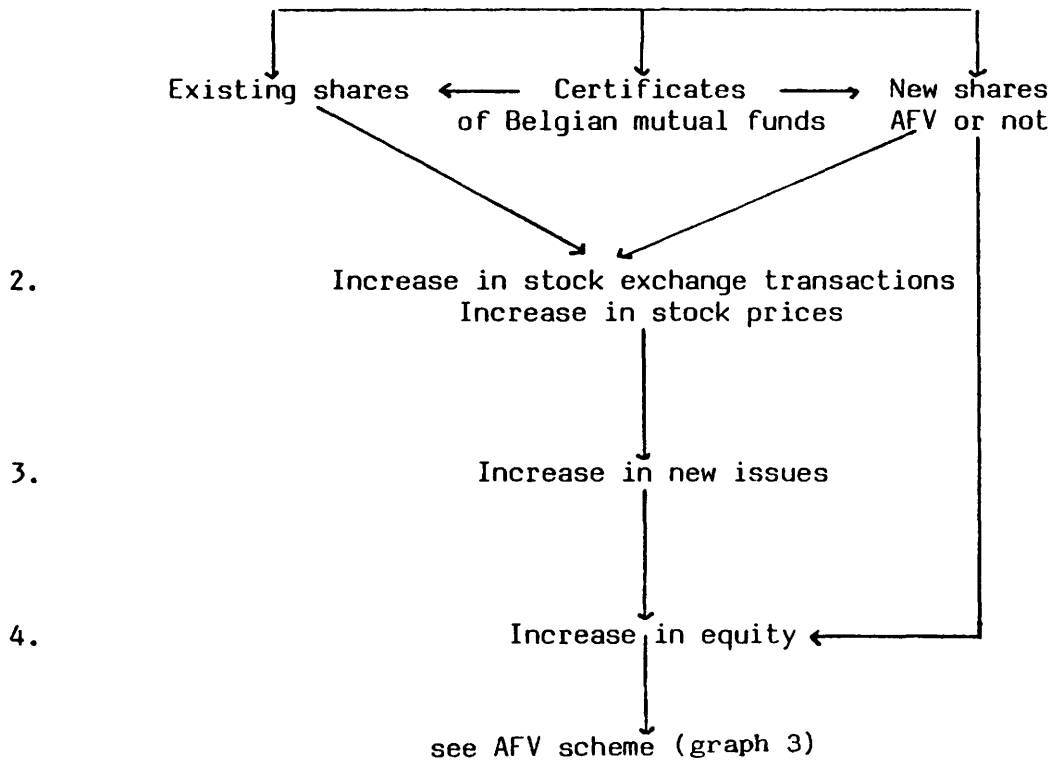 Existing shares Certificates New shares
of Belgian mutual funds AFV or not
2. Increase in stock exchange transactions
Increase in stock prices
3. Increase in new issues
4. Increase in equity
see AFV scheme (graph 3)